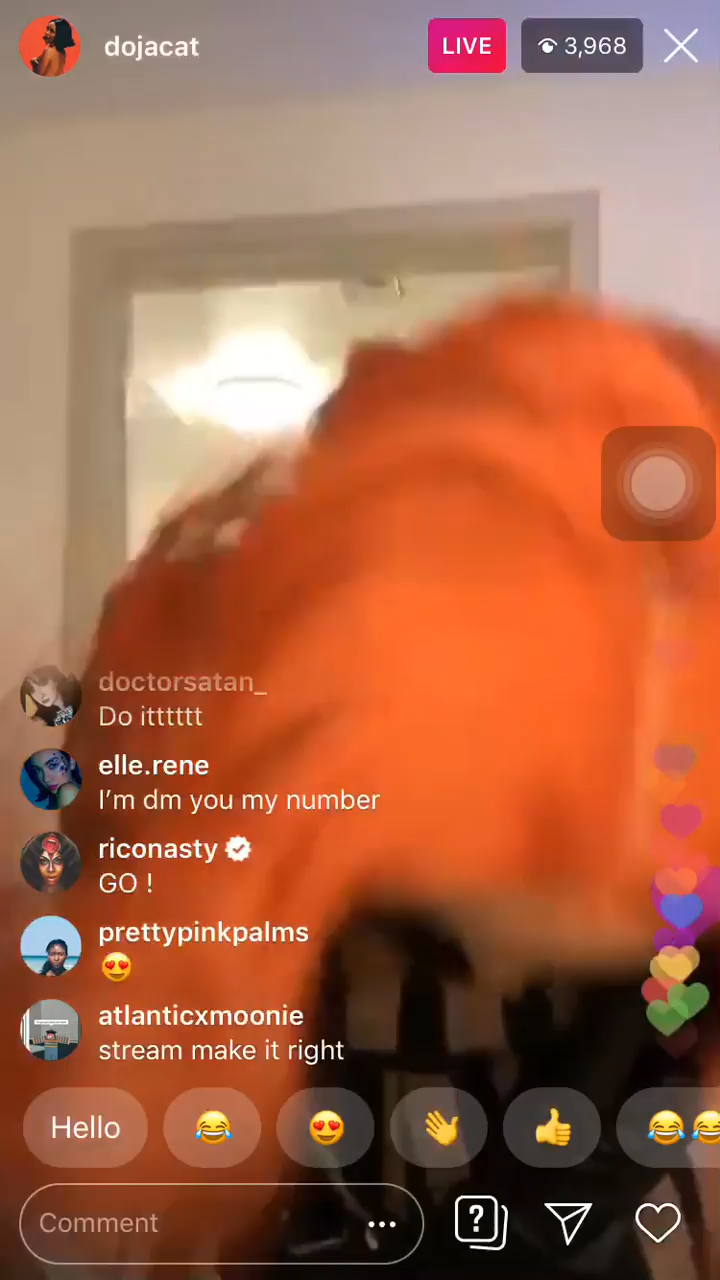 dojacat
LIVE
3,968
doctorsatan_
Do itttttt
elle.rene
I’m dm you my number
riconasty
GO !
prettypinkpalms
😍
atlanticxmoonie
stream make it right
Hello 😂 😍 👋 👍 😂😂
Comment
?